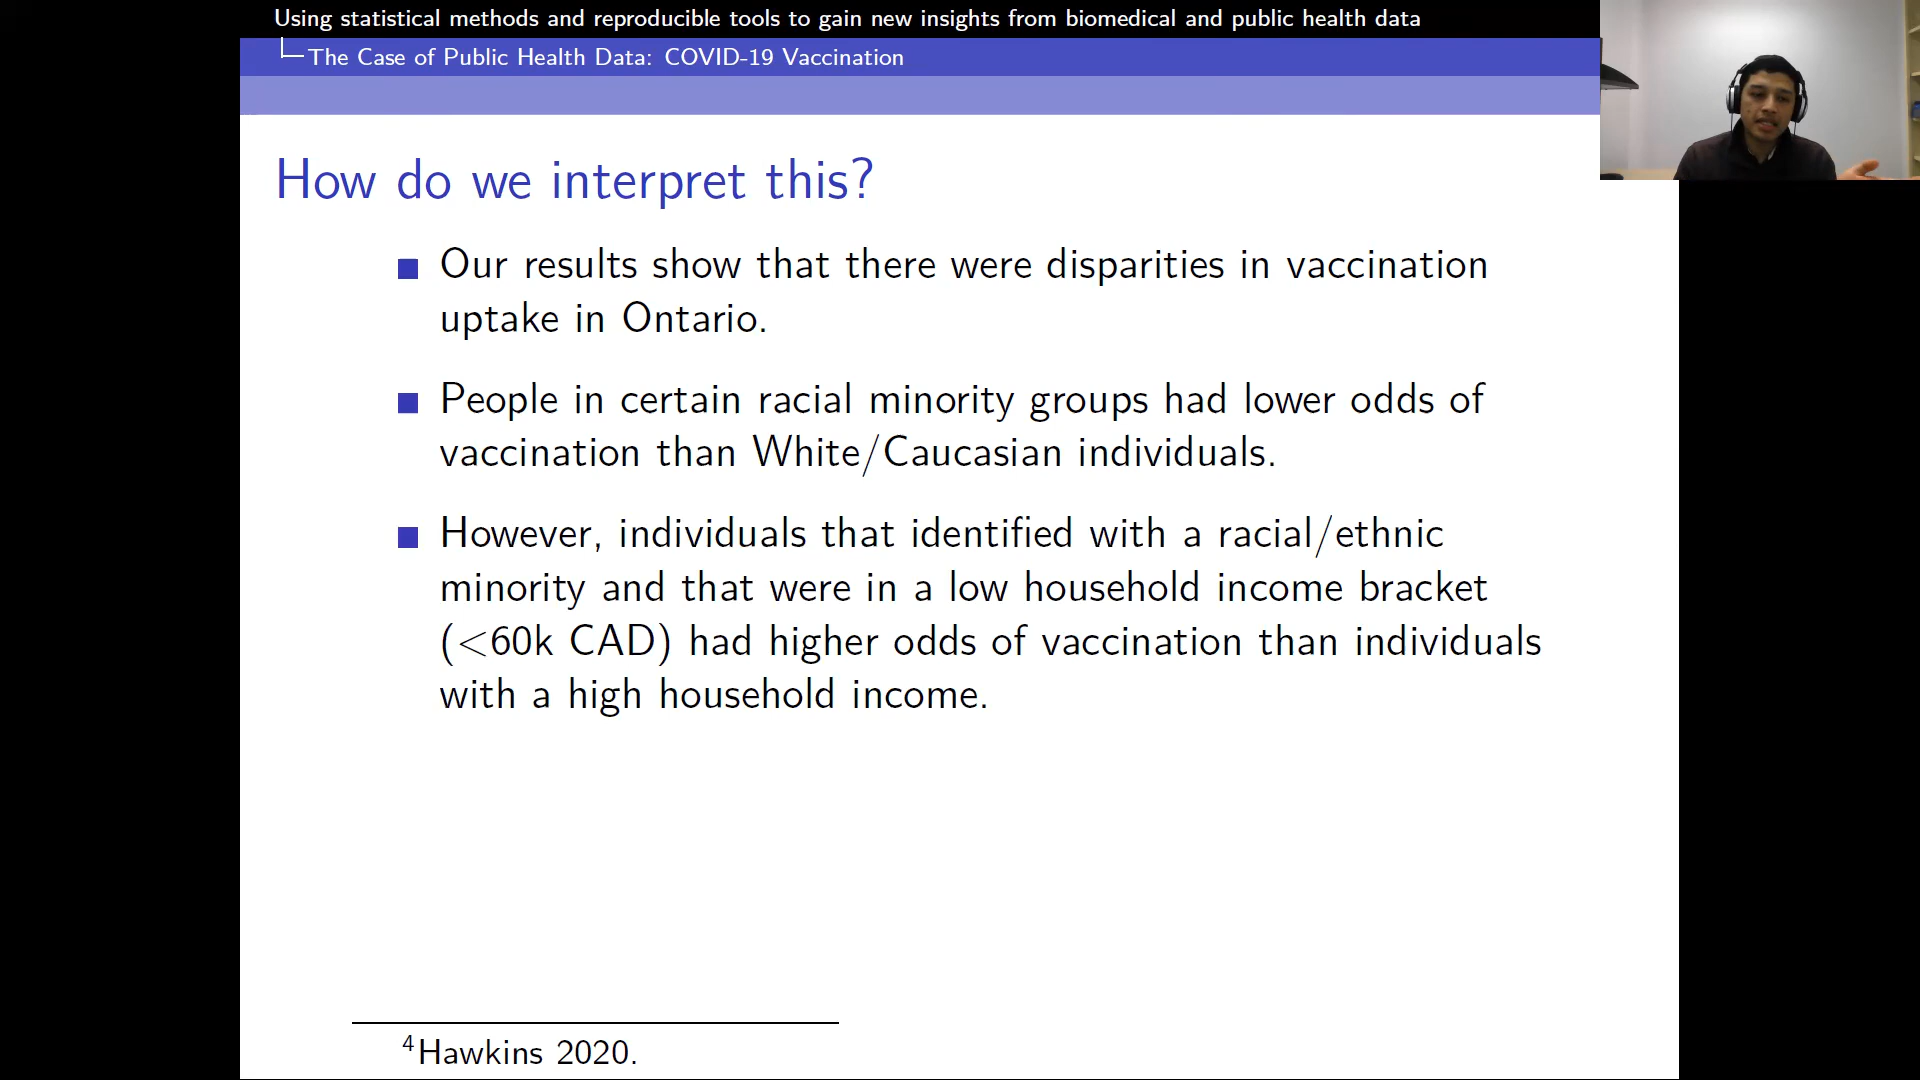 Using statistical methods and reproducible tools to gain new insights from biomedical and public health data
The Case of Public Health Data: COVID-19 Vaccination
How do we interpret this?
Our results show that there were disparities in vaccination
uptake in Ontario.
People in certain racial minority groups had lower odds of
vaccination than White/Caucasian individuals.
However, individuals that identified with a racial/ethnic
minority and that were in a low household income bracket
(<60k CAD) had higher odds of vaccination than individuals
with a high household income.
4 Hawkins 2020.